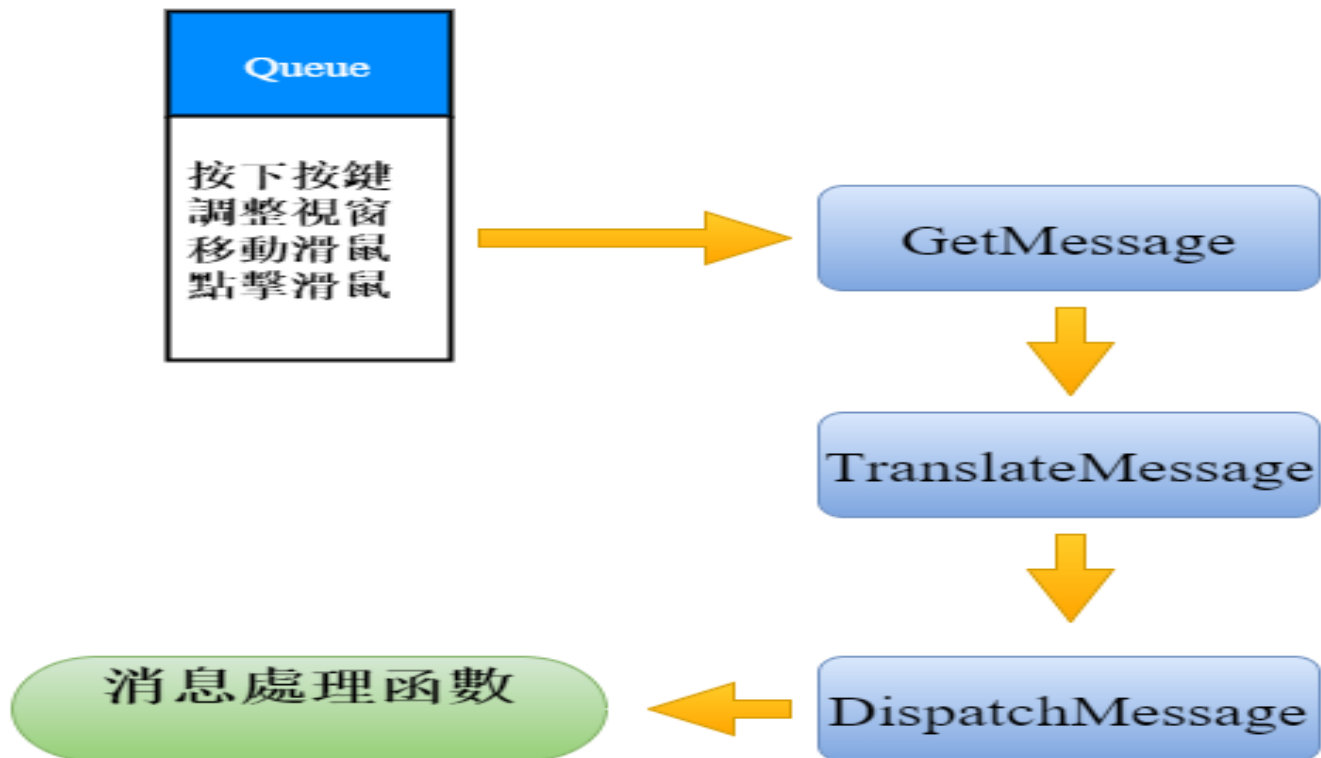 Queue
按下按鍵
調整視窗
移動滑鼠
點擊滑鼠
GetMessage
TranslateMessage
DispatchMessage
消息處理函數